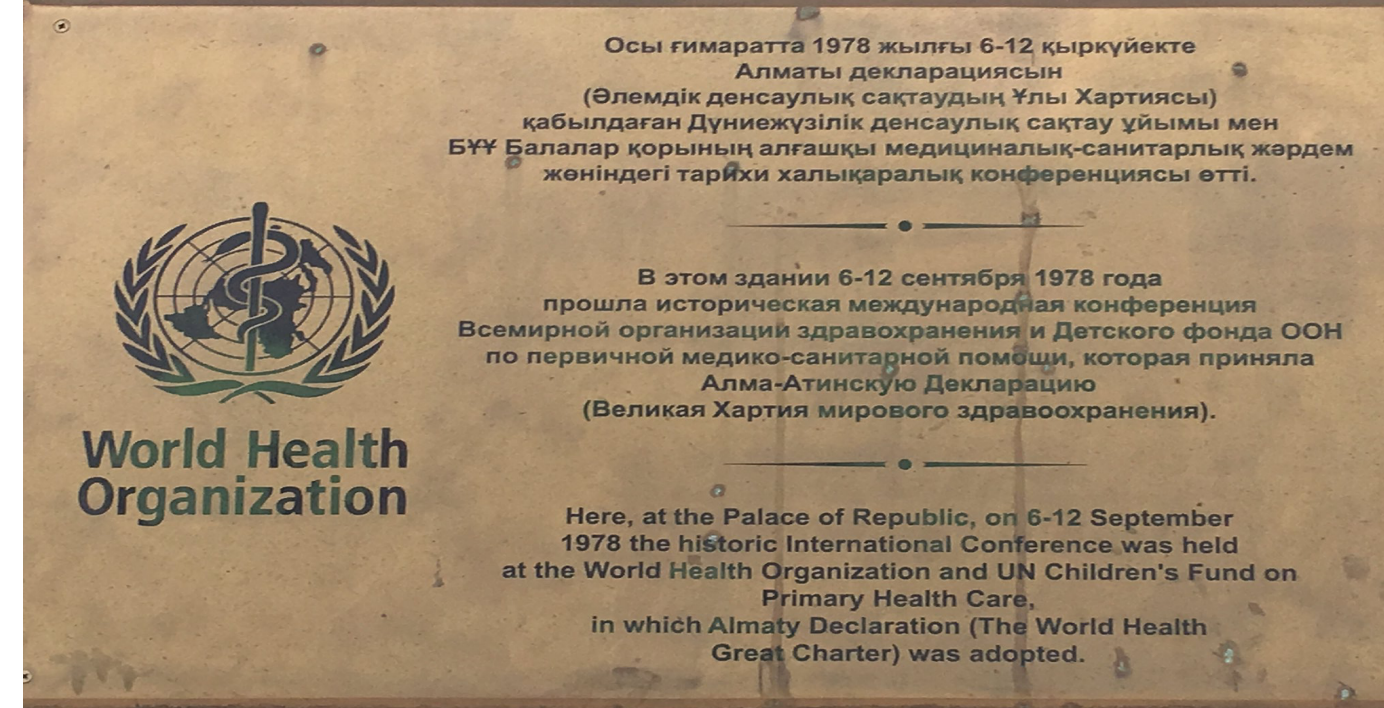 Осы ғимаратта 1978 жылғы 6-12 қыркүйекте
Алматы декларациясын
(Әлемдік денсаулық сақтаудың Ұлы Хартиясы)
қабылдаған Дүниежүзілік денсаулық сақтау ұйымы мен
БҰҰ Балалар қорының алғашқы медициналық-санитарлық жәрдем
жөніндегі тарихи халықаралық конференциясы өтті.
В этом здании 6-12 сентября 1978 года
прошла историческая международная конференция
Всемирной организации здравохранения и Детского фонда ООН
по первичной медико-санитарной помощи, которая приняла
Алма-Атинскую Декларацию
(Великая Хартия мирового здравоохранения).
World Health
Organization
Here, at the Palace of Republic, on 6-12 September
1978 the historic International Conference was held
at the World Health Organization and UN Children's Fund on
Primary Health Care,
in which Almaty Declaration (The World Health
Great Charter) was adopted.